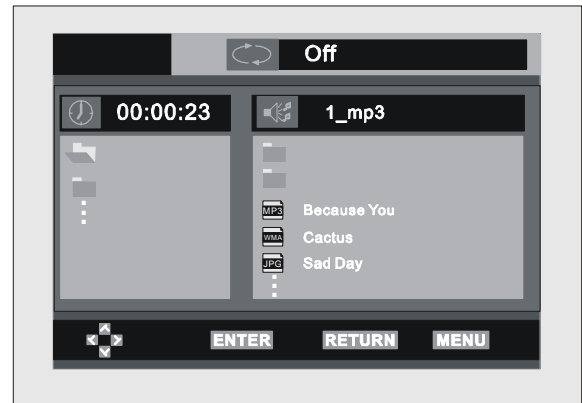 Off
00:00:23
1_mp3
MP3 Because You
WMA Cactus
JPG Sad Day
ENTER RETURN MENU